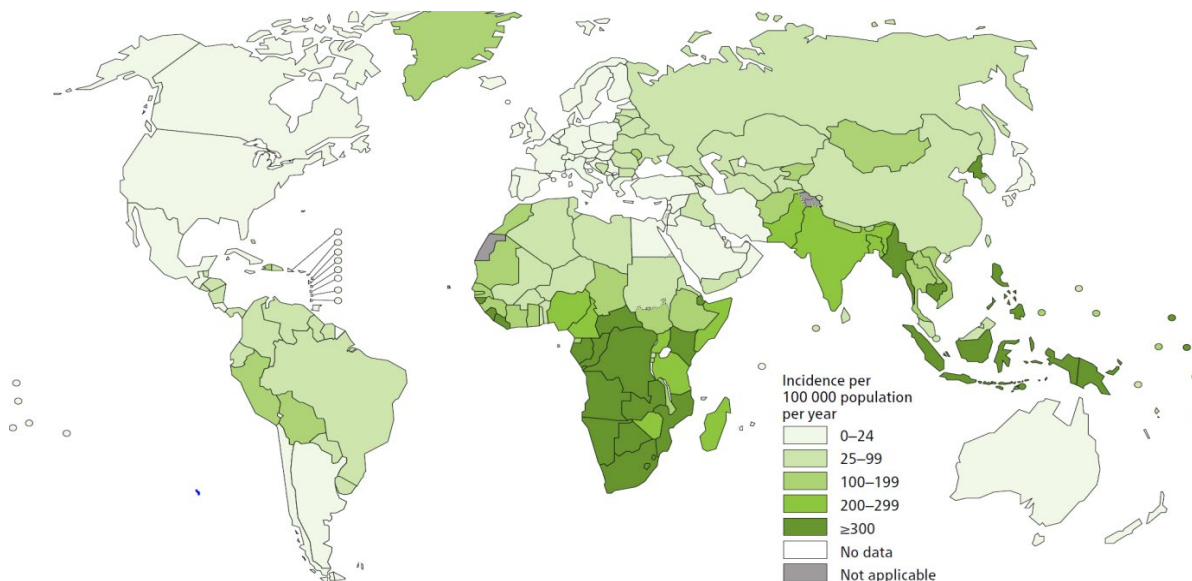 Incidence per
100 000 population
per year
0–24
25–99
100–199
200–299
≥300
No data
Not applicable